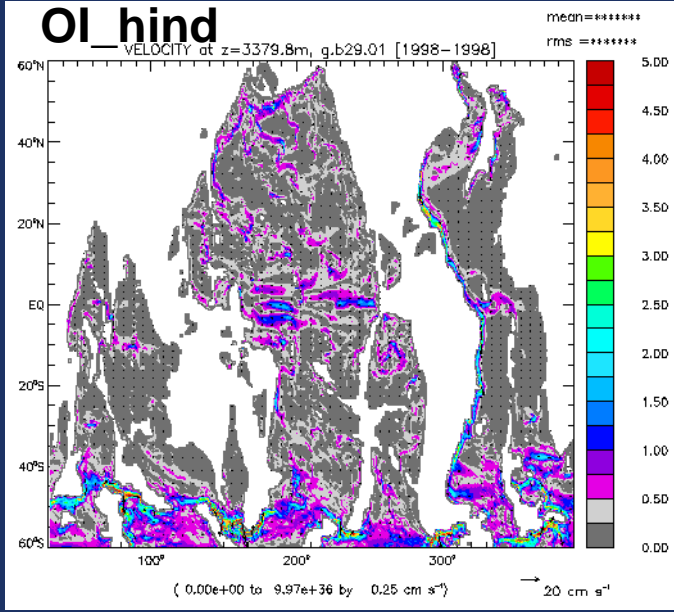 OI_hind
mean=*******
VELOCITY at z=3379.8m, g.b29.01 [1998-1998]
rms =*******
60°N
40°N
20°N
EQ
20°S
40°S
60°S
100°
200°
300°
5.00
4.50
4.00
3.50
3.00
2.50
2.00
1.50
1.00
0.50
0.00
( 0.00e+00 to 9.97e+36 by 0.25 cm s⁻¹)
20 cm s⁻¹